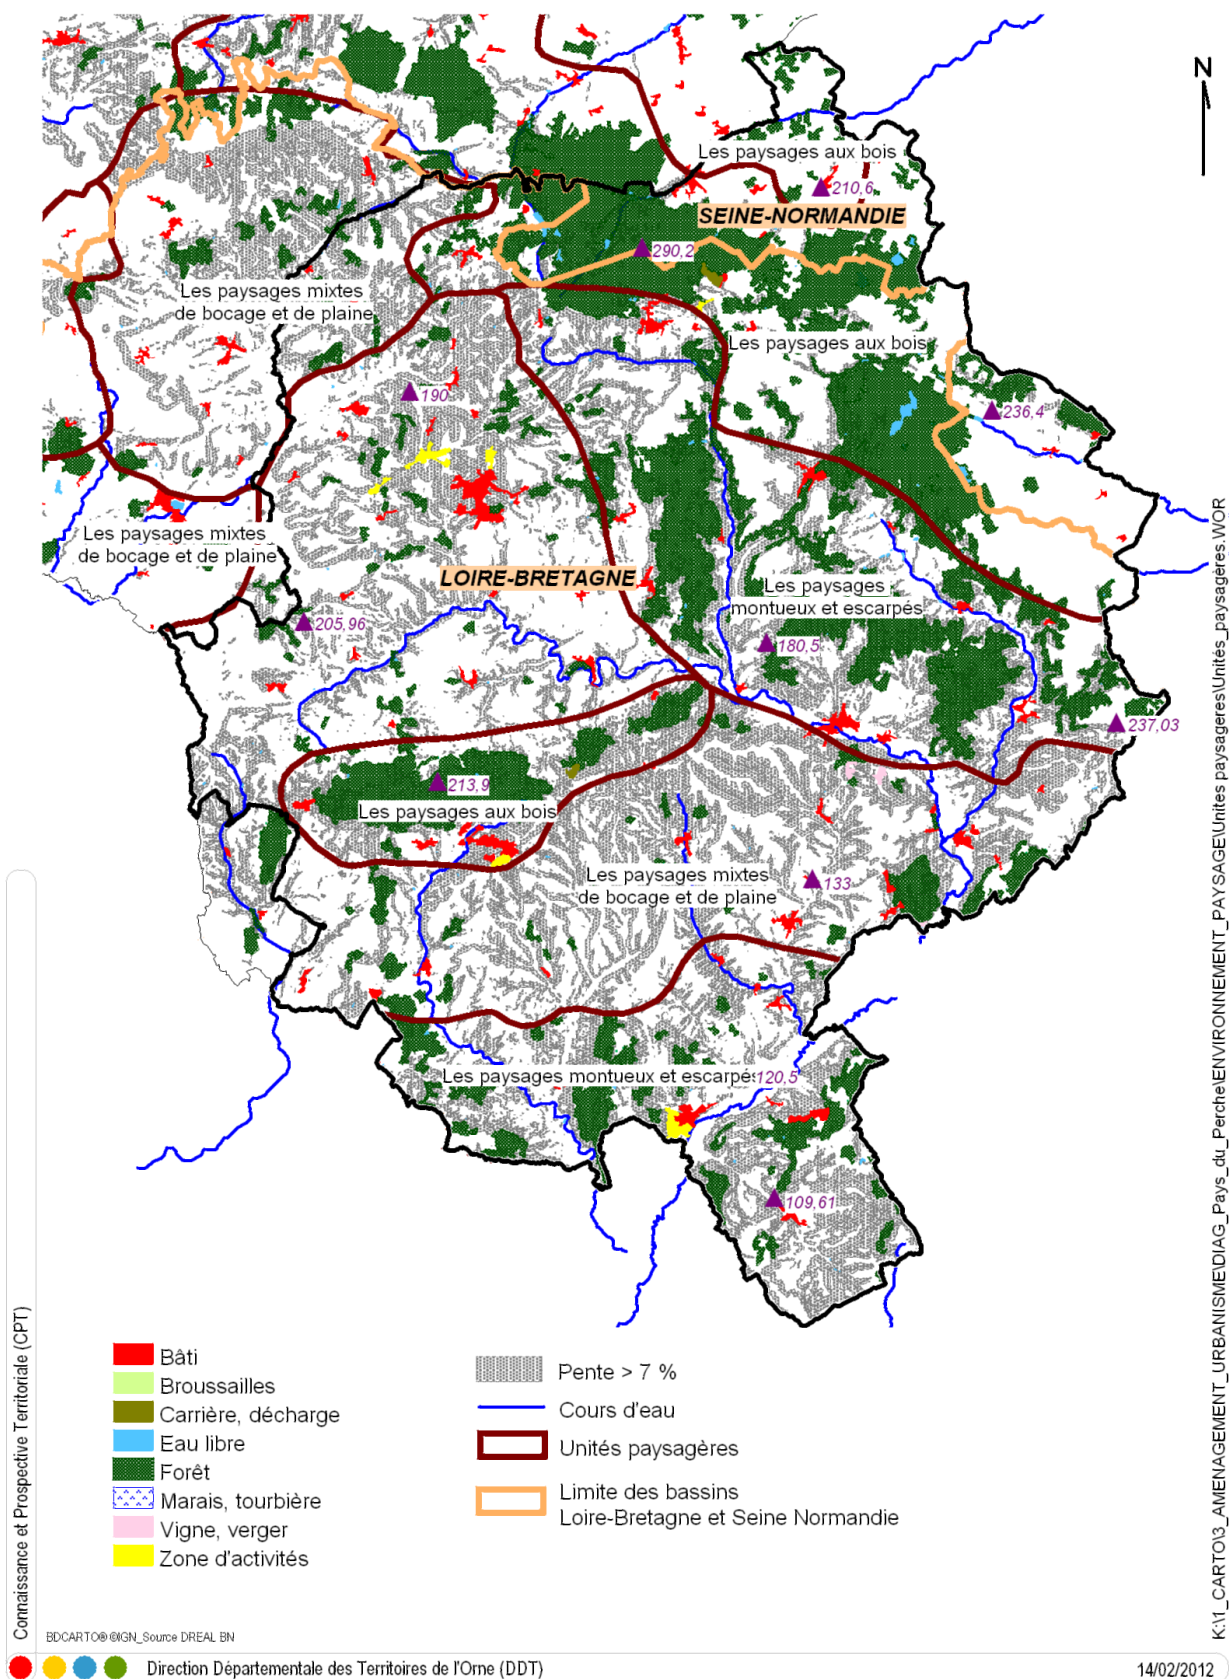 N
Les paysages aux bois
210,6
SEINE-NORMANDIE
290,2
Les paysages mixtes
de bocage et de plaine
Les paysages aux bois
190
236,4
Les paysages mixtes
de bocage et de plaine
LOIRE-BRETAGNE
Les paysages
montueux et escarpés
205,96
180,5
237,03
213,9
Les paysages aux bois
Les paysages mixtes
de bocage et de plaine
133
Les paysages montueux et escarpés
120,5
109,61
Bâti
Broussailles
Carrière, décharge
Eau libre
Forêt
Marais, tourbière
Vigne, verger
Zone d'activités
Pente > 7 %
Cours d'eau
Unités paysagères
Limite des bassins
Loire-Bretagne et Seine Normandie
Connaissance et Prospective Territoriale (CPT)
K:\1_CARTO\3_AMENAGEMENT_URBANISME\DIAG_Pays_du_Perche\ENVIRONNEMENT_PAYSAGE\Unites paysageres\Unités_paysagères.WOR
BDCARTO® ©IGN_Source DREAL BN
Direction Départementale des Territoires de l'Orne (DDT)
14/02/2012